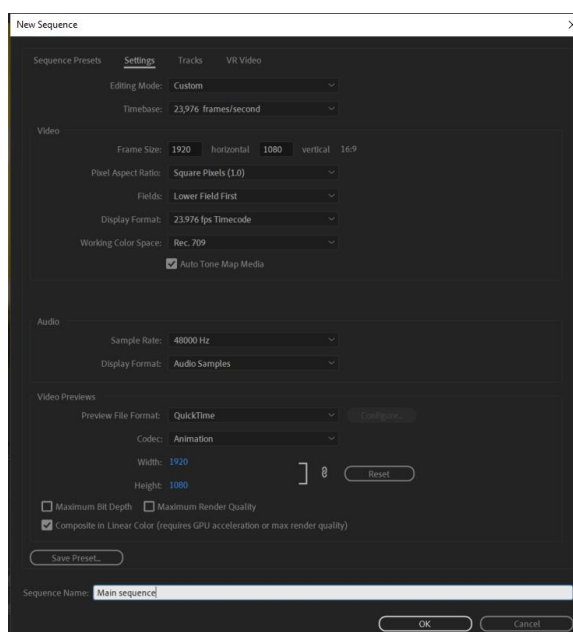 New Sequence
Sequence Presets Settings Tracks VR Video
Editing Mode: Custom
Timebase: 23,976 frames/second
Video
Frame Size: 1920 horizontal 1080 vertical 16:9
Pixel Aspect Ratio: Square Pixels (1.0)
Fields: Lower Field First
Display Format: 23.976 fps Timecode
Working Color Space: Rec. 709
Auto Tone Map Media
Audio
Sample Rate: 48000 Hz
Display Format: Audio Samples
Video Previews
Preview File Format: QuickTime Configure...
Codec: Animation
Width: 1920
Height: 1080
Reset
Maximum Bit Depth Maximum Render Quality
Composite in Linear Color (requires GPU acceleration or max render quality)
Save Preset...
Sequence Name: Main sequence
OK Cancel